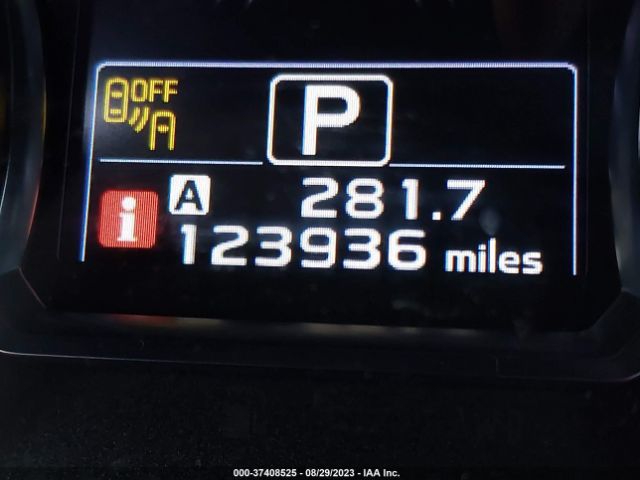 OFF
P
i
A 281.7
123936 miles
000-37408525 - 08/29/2023 - IAA Inc.